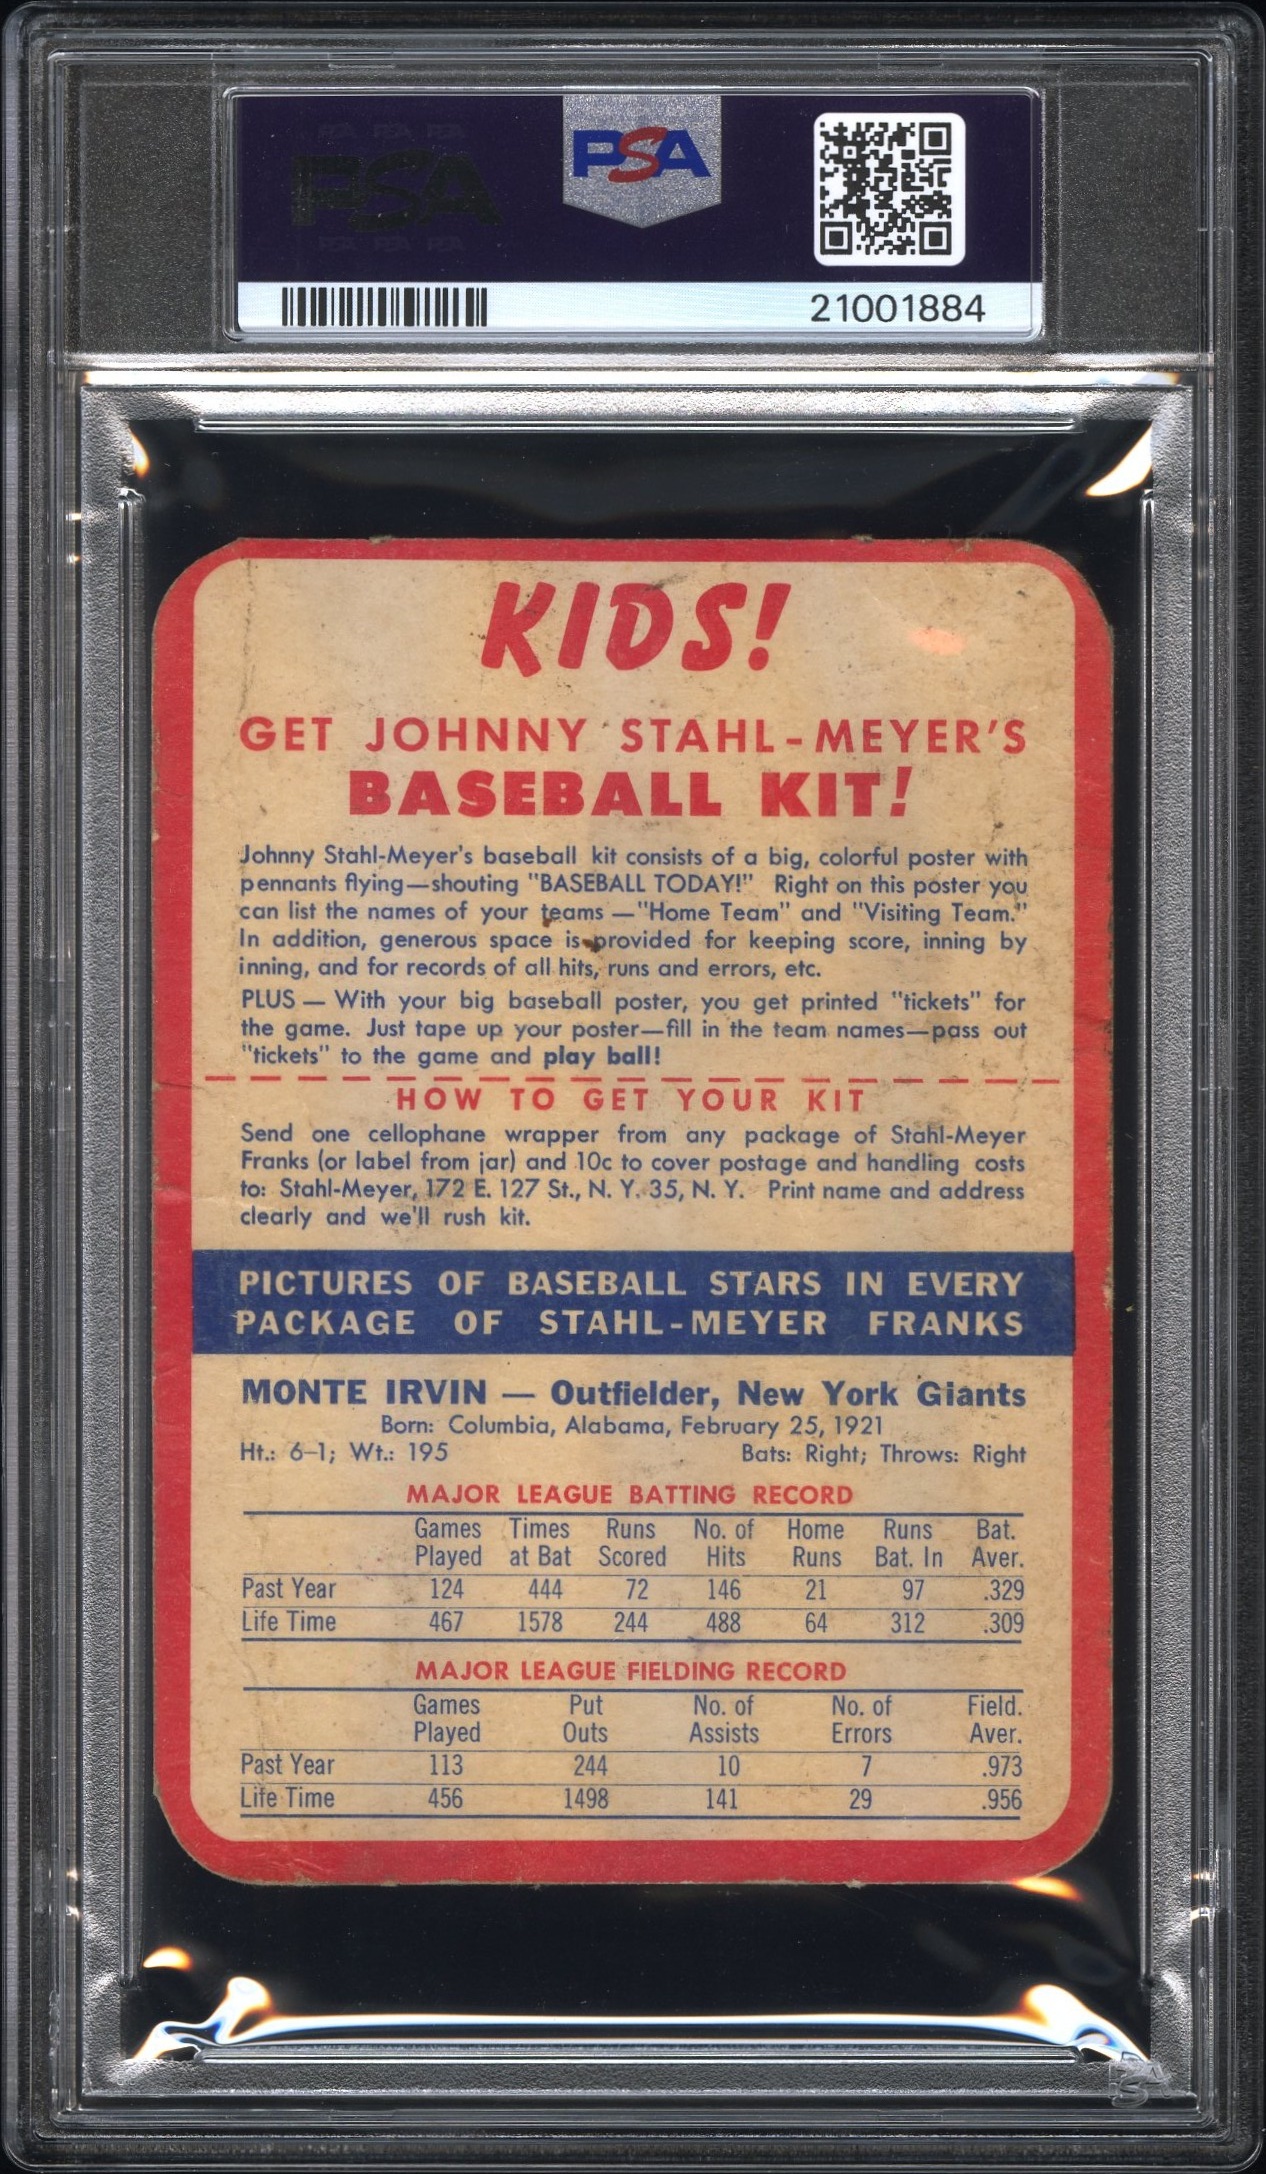 PSA
PSA PSA PSA
PSA
PSA PSA PSA
21001884
KIDS!
GET JOHNNY STAHL-MEYER'S
BASEBALL KIT!
Johnny Stahl-Meyer's baseball kit consists of a big, colorful poster with
pennants flying—shouting "BASEBALL TODAY!" Right on this poster you
can list the names of your teams —"Home Team" and "Visiting Team."
In addition, generous space is provided for keeping score, inning by
inning, and for records of all hits, runs and errors, etc.
PLUS — With your big baseball poster, you get printed "tickets" for
the game. Just tape up your poster—fill in the team names—pass out
"tickets" to the game and play ball!
HOW TO GET YOUR KIT
Send one cellophane wrapper from any package of Stahl-Meyer
Franks (or label from jar) and 10c to cover postage and handling costs
to: Stahl-Meyer, 172 E. 127 St., N. Y. 35, N. Y. Print name and address
clearly and we'll rush kit.
PICTURES OF BASEBALL STARS IN EVERY
PACKAGE OF STAHL-MEYER FRANKS
MONTE IRVIN — Outfielder, New York Giants
Born: Columbia, Alabama, February 25, 1921
Ht.: 6-1; Wt.: 195 Bats: Right; Throws: Right
MAJOR LEAGUE BATTING RECORD
Games Times Runs No. of Home Runs Bat.
Played at Bat Scored Hits Runs Bat. In Aver.
Past Year 124 444 72 146 21 97 .329
Life Time 467 1578 244 488 64 312 .309
MAJOR LEAGUE FIELDING RECORD
Games Put No. of No. of Field.
Played Outs Assists Errors Aver.
Past Year 113 244 10 7 .973
Life Time 456 1498 141 29 .956
PSA